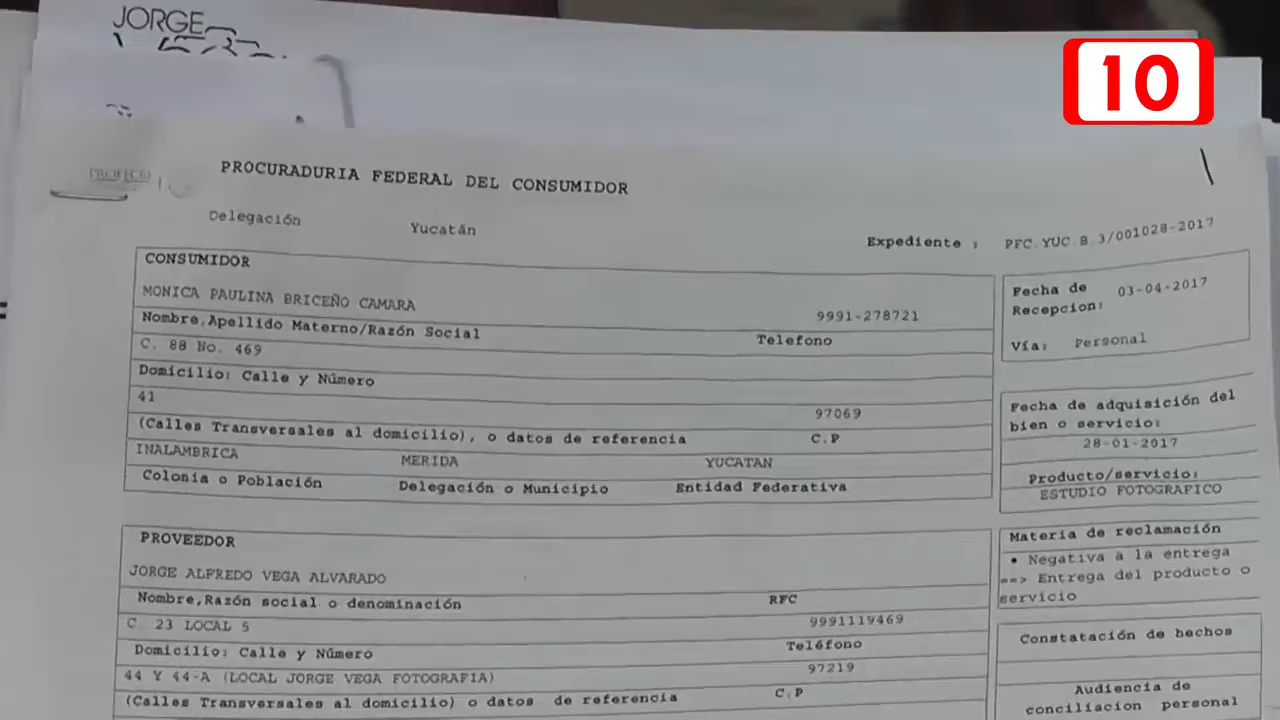 JORGE
10
PROFECO
PROCURADURIA FEDERAL DEL CONSUMIDOR
Delegación Yucatán
Expediente : PFC.YUC.B.3/001028-2017
CONSUMIDOR
MONICA PAULINA BRICEÑO CAMARA 9991-278721
Nombre,Apellido Materno/Razón Social Telefono
C. 88 No. 469
Domicilio: Calle y Número
41 97069
(Calles Transversales al domicilio), o datos de referencia C.P
INALAMBRICA MERIDA YUCATAN
Colonia o Población Delegación o Municipio Entidad Federativa
Fecha de Recepcion: 03-04-2017
Vía: Personal
Fecha de adquisición del
bien o servicio:
28-01-2017
Producto/servicio:
ESTUDIO FOTOGRAFICO
PROVEEDOR
JORGE ALFREDO VEGA ALVARADO
Nombre,Razón social o denominación RFC
C. 23 LOCAL 5 9991119469
Domicilio: Calle y Número Teléfono
44 Y 44-A (LOCAL JORGE VEGA FOTOGRAFIA) 97219
(Calles Transversales al domicilio) o datos de referencia C.P
Materia de reclamación
• Negativa a la entrega
==> Entrega del producto o
servicio
Constatación de hechos
Audiencia de
conciliacion personal